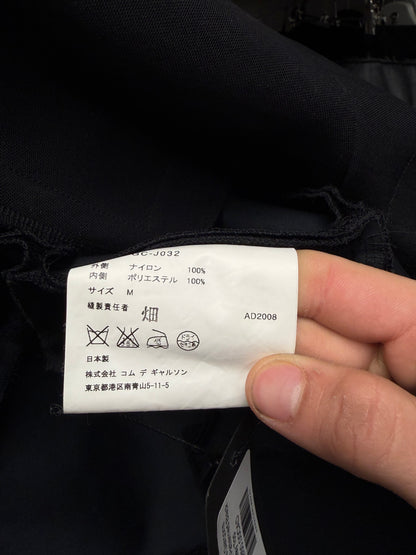 GC-J032
外側 ナイロン 100%
内側 ポリエステル 100%
サイズ M
縫製責任者 畑 AD2008
日本製
株式会社 コム デ ギャルソン
東京都港区南青山5-11-5